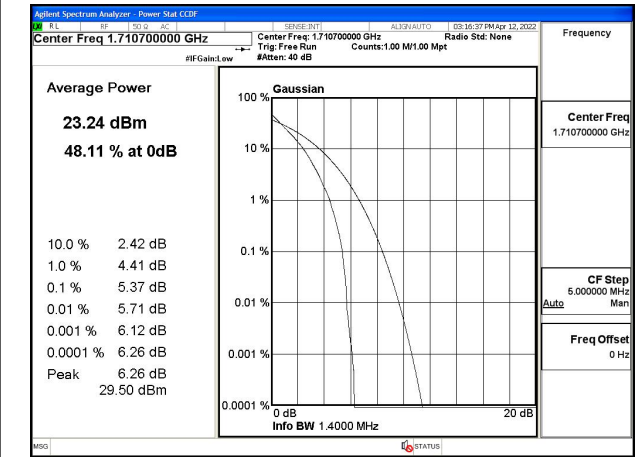 Agilent Spectrum Analyzer - Power Stat CCDF
RL RF 50 Ω AC SENSE:INT ALIGN AUTO 03:16:37 PM Apr 12, 2022
Center Freq 1.710700000 GHz
Center Freq: 1.710700000 GHz
Radio Std: None
Trig: Free Run Counts:1.00 M/1.00 Mpt
#IFGain:Low #Atten: 40 dB
Frequency
Average Power
23.24 dBm
48.11 % at 0dB
10.0 % 2.42 dB
1.0 % 4.41 dB
0.1 % 5.37 dB
0.01 % 5.71 dB
0.001 % 6.12 dB
0.0001 % 6.26 dB
Peak 6.26 dB
29.50 dBm
Gaussian
100 %
10 %
1 %
0.1 %
0.01 %
0.001 %
0.0001 %
0 dB 20 dB
Info BW 1.4000 MHz
Center Freq
1.710700000 GHz
CF Step
5.000000 MHz
Auto Man
Freq Offset
0 Hz
MSG STATUS